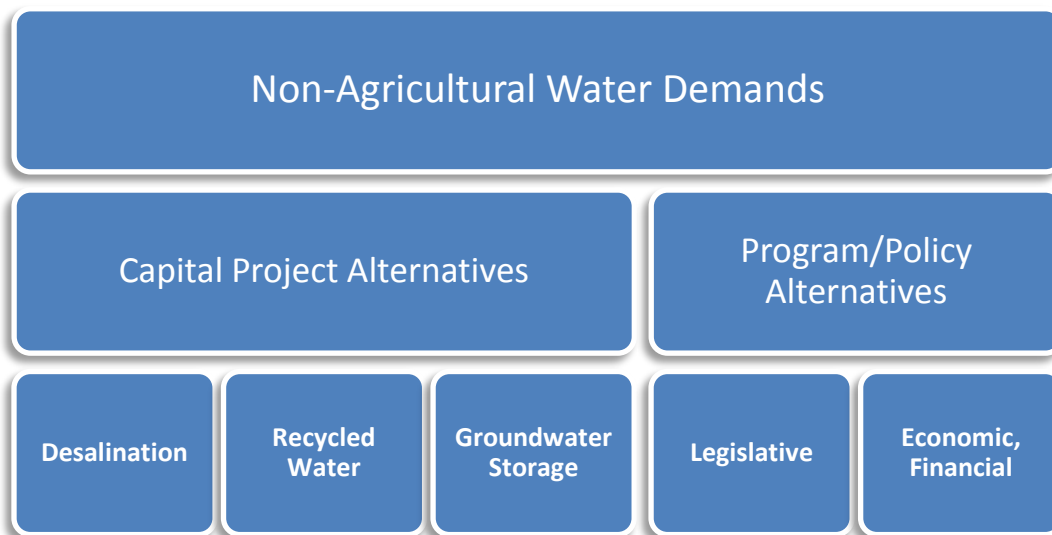 Non-Agricultural Water Demands
Capital Project Alternatives
Program/Policy
Alternatives
Desalination
Recycled
Water
Groundwater
Storage
Legislative
Economic,
Financial